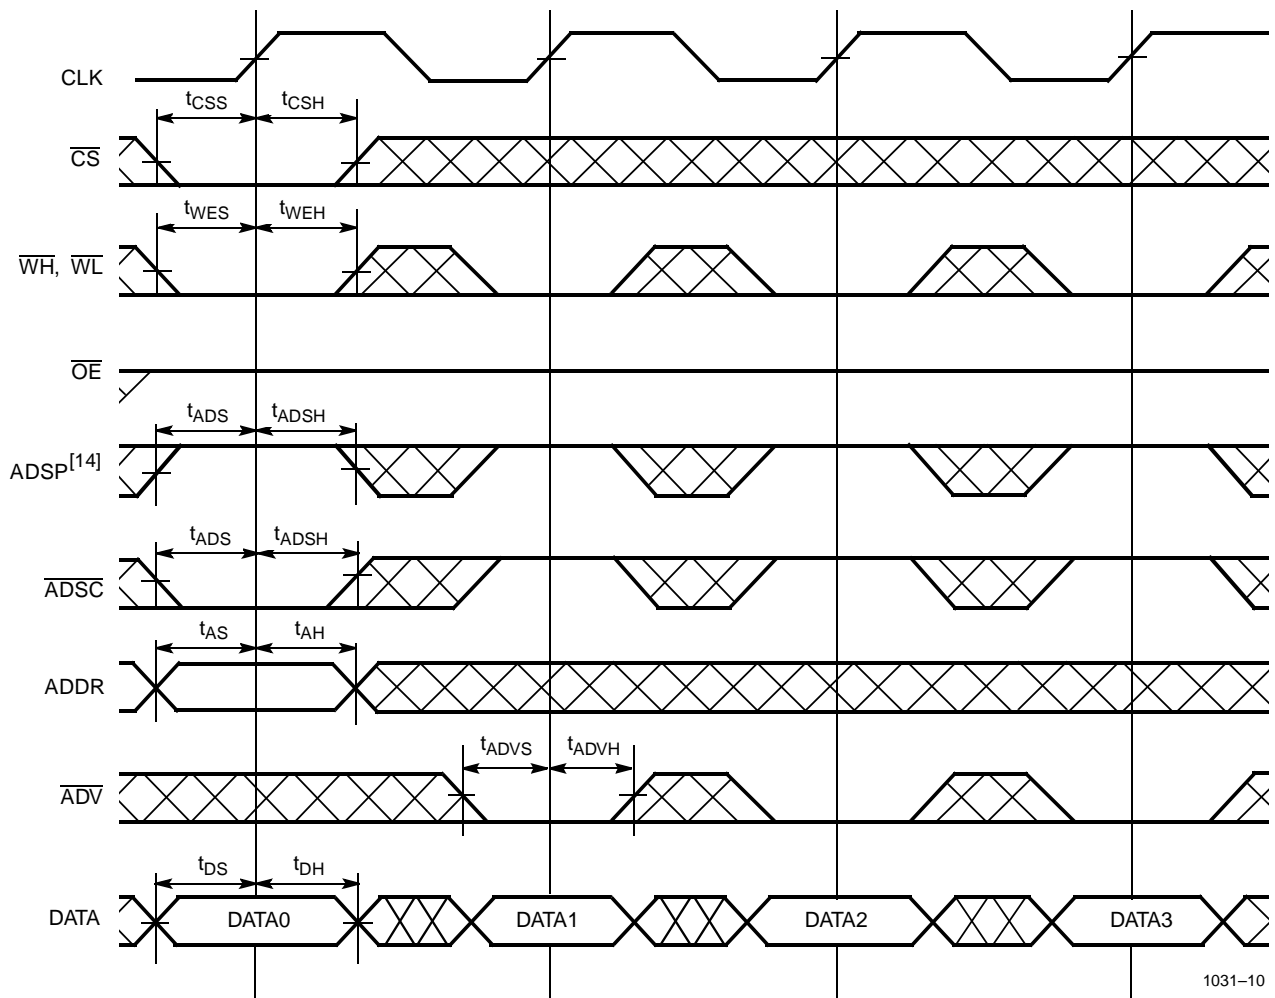 CLK
tCSS tCSH
CS
tWES tWEH
WH, WL
OE
tADS tADSH
ADSP[14]
tADS tADSH
ADSC
tAS tAH
ADDR
tADVS tADVH
ADV
tDS tDH
DATA DATA0 DATA1 DATA2 DATA3
1031–10